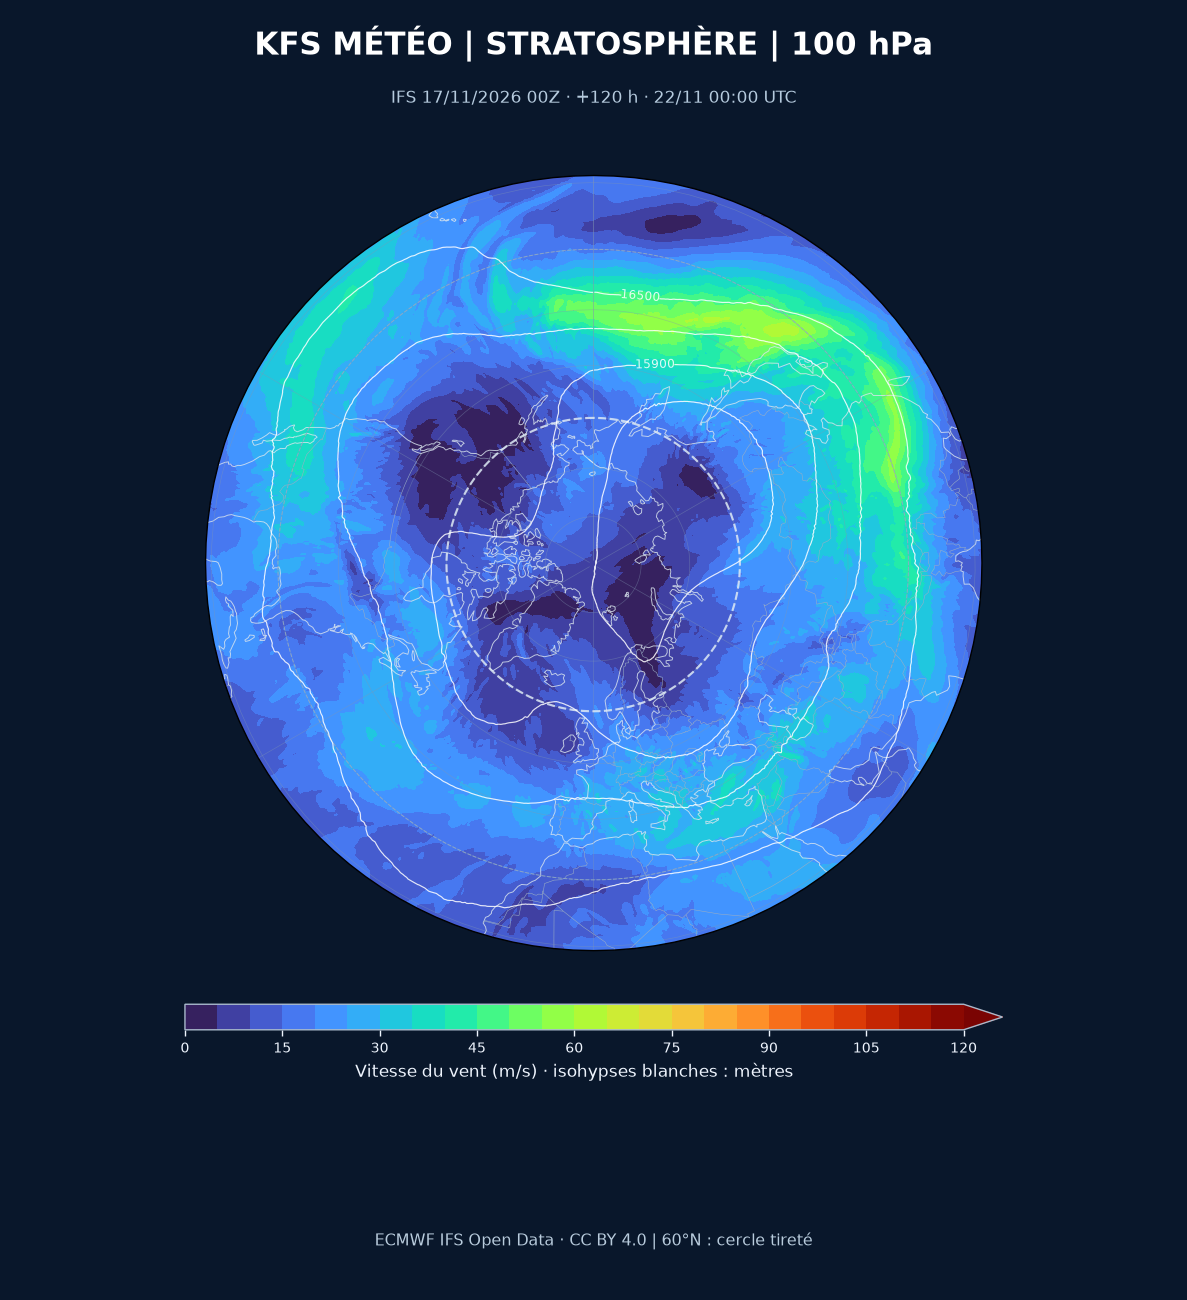 KFS MÉTÉO | STRATOSPHÈRE | 100 hPa
IFS 17/11/2026 00Z · +120 h · 22/11 00:00 UTC
16500
15900
0 15 30 45 60 75 90 105 120
Vitesse du vent (m/s) · isohypses blanches : mètres
ECMWF IFS Open Data · CC BY 4.0 | 60°N : cercle tireté